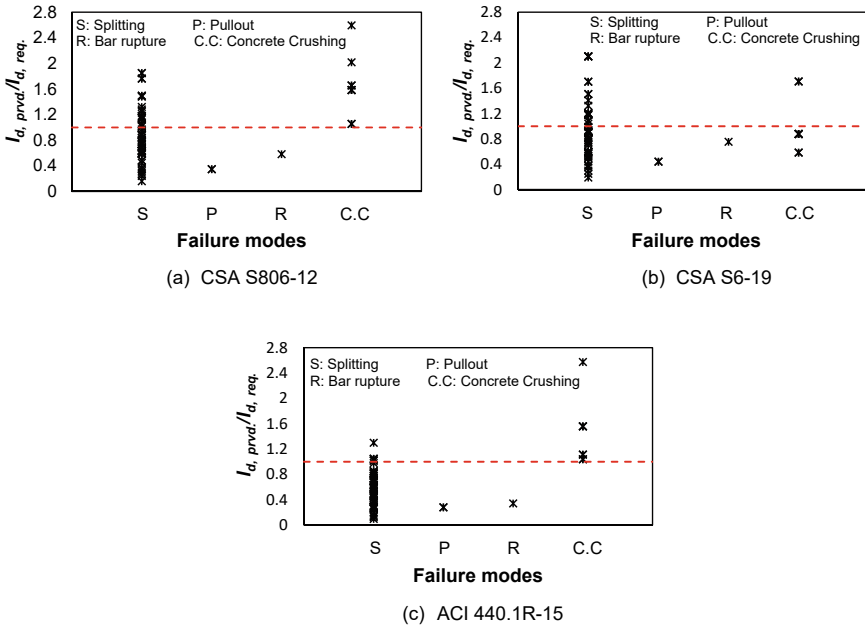 2.8
2.4
2
1.6
1.2
0.8
0.4
0
l_d, prvd./l_d, req.
S: Splitting P: Pullout
R: Bar rupture C.C: Concrete Crushing
S P R C.C
Failure modes
(a) CSA S806-12
2.8
2.4
2
1.6
1.2
0.8
0.4
0
l_d, prvd./l_d, req.
S: Splitting P: Pullout
R: Bar rupture C.C: Concrete Crushing
S P R C.C
Failure modes
(b) CSA S6-19
2.8
2.4
2
1.6
1.2
0.8
0.4
0
l_d, prvd./l_d, req.
S: Splitting P: Pullout
R: Bar rupture C.C: Concrete Crushing
S P R C.C
Failure modes
(c) ACI 440.1R-15